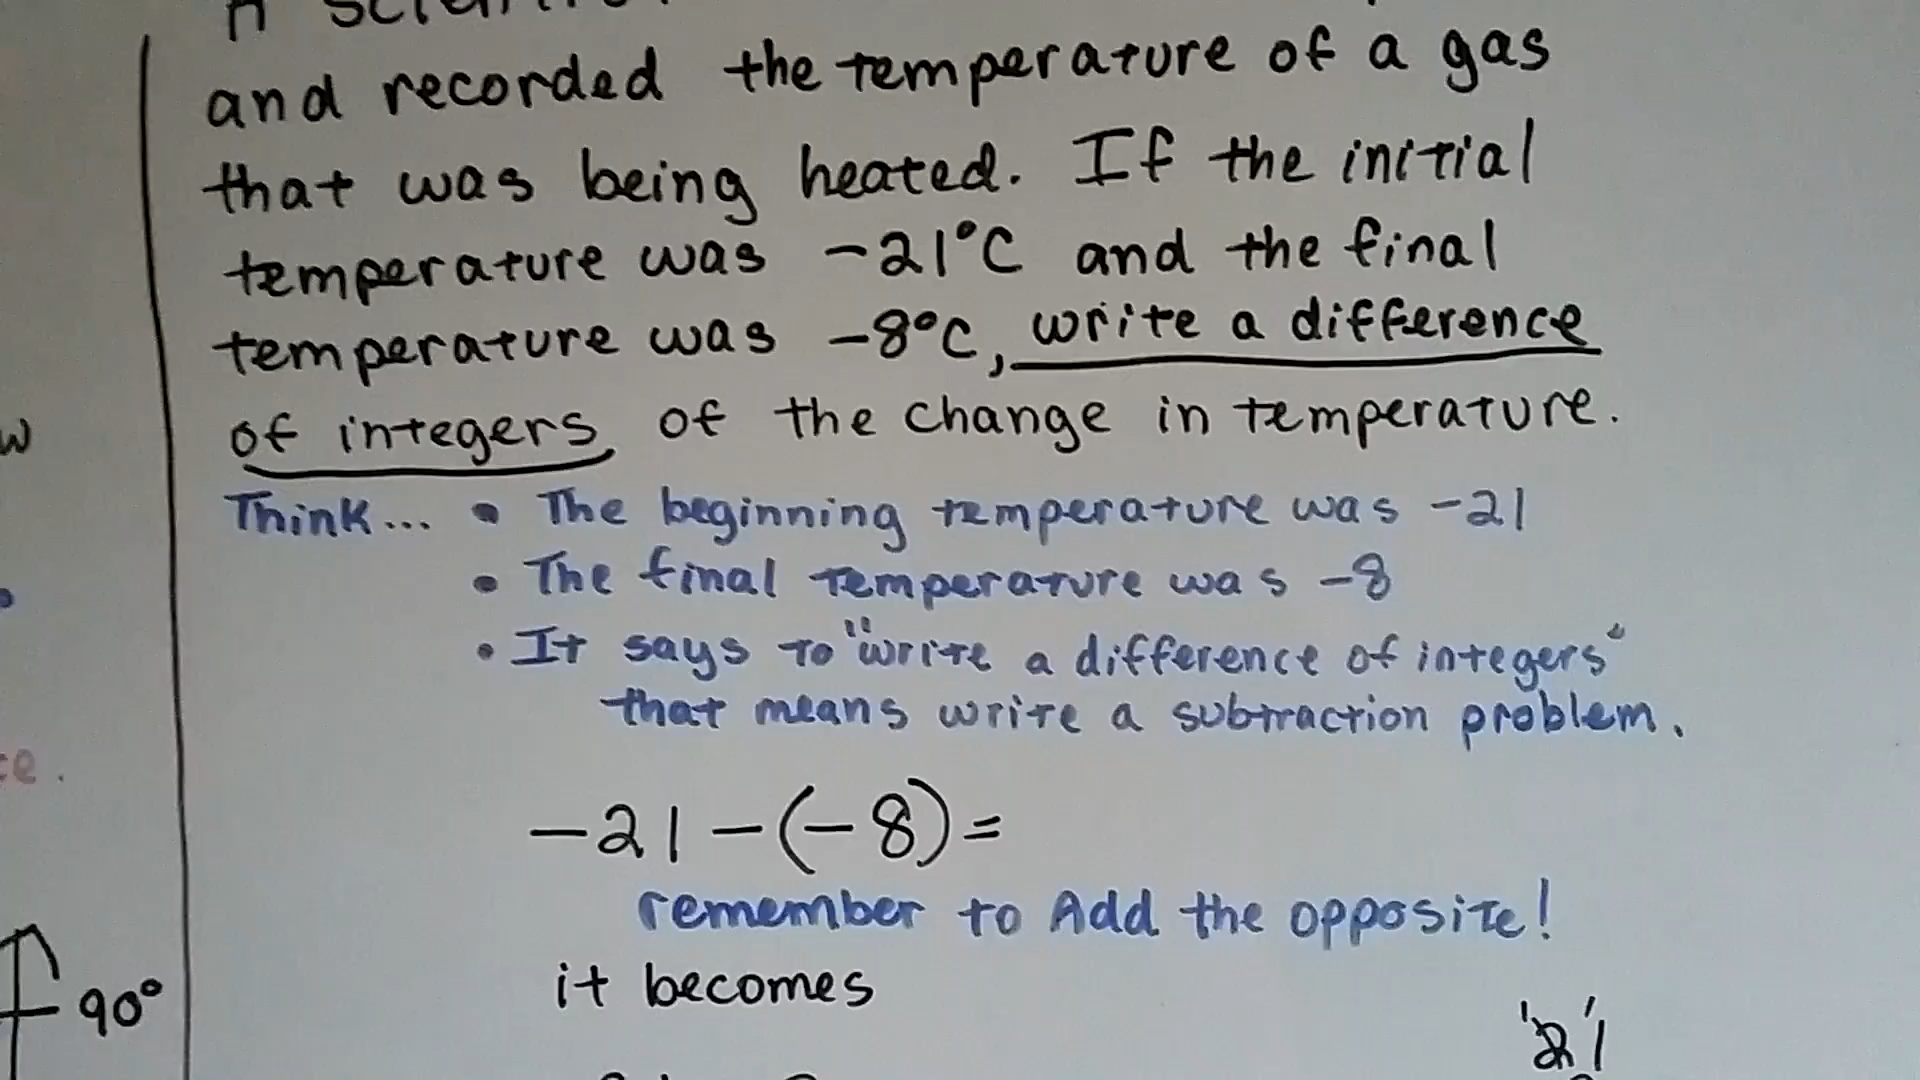 and recorded the temperature of a gas
that was being heated. If the initial
temperature was -21°C and the final
temperature was -8°C, write a difference
of integers of the change in temperature.
Think... • The beginning temperature was -21
• The final temperature was -8
• It says to "write a difference of integers"
that means write a subtraction problem.
-21-(-8)=
remember to Add the opposite!
it becomes
90°